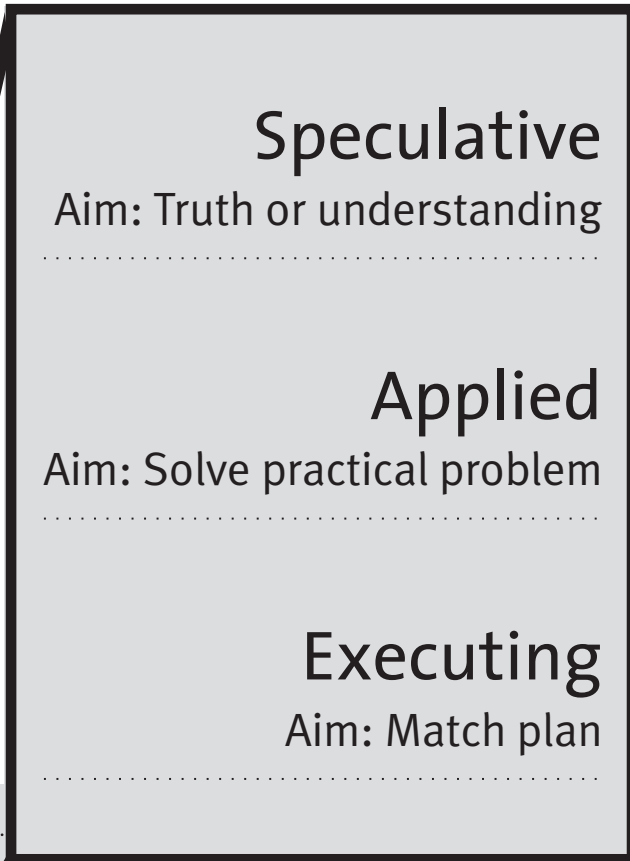 Speculative
Aim: Truth or understanding
Applied
Aim: Solve practical problem
Executing
Aim: Match plan